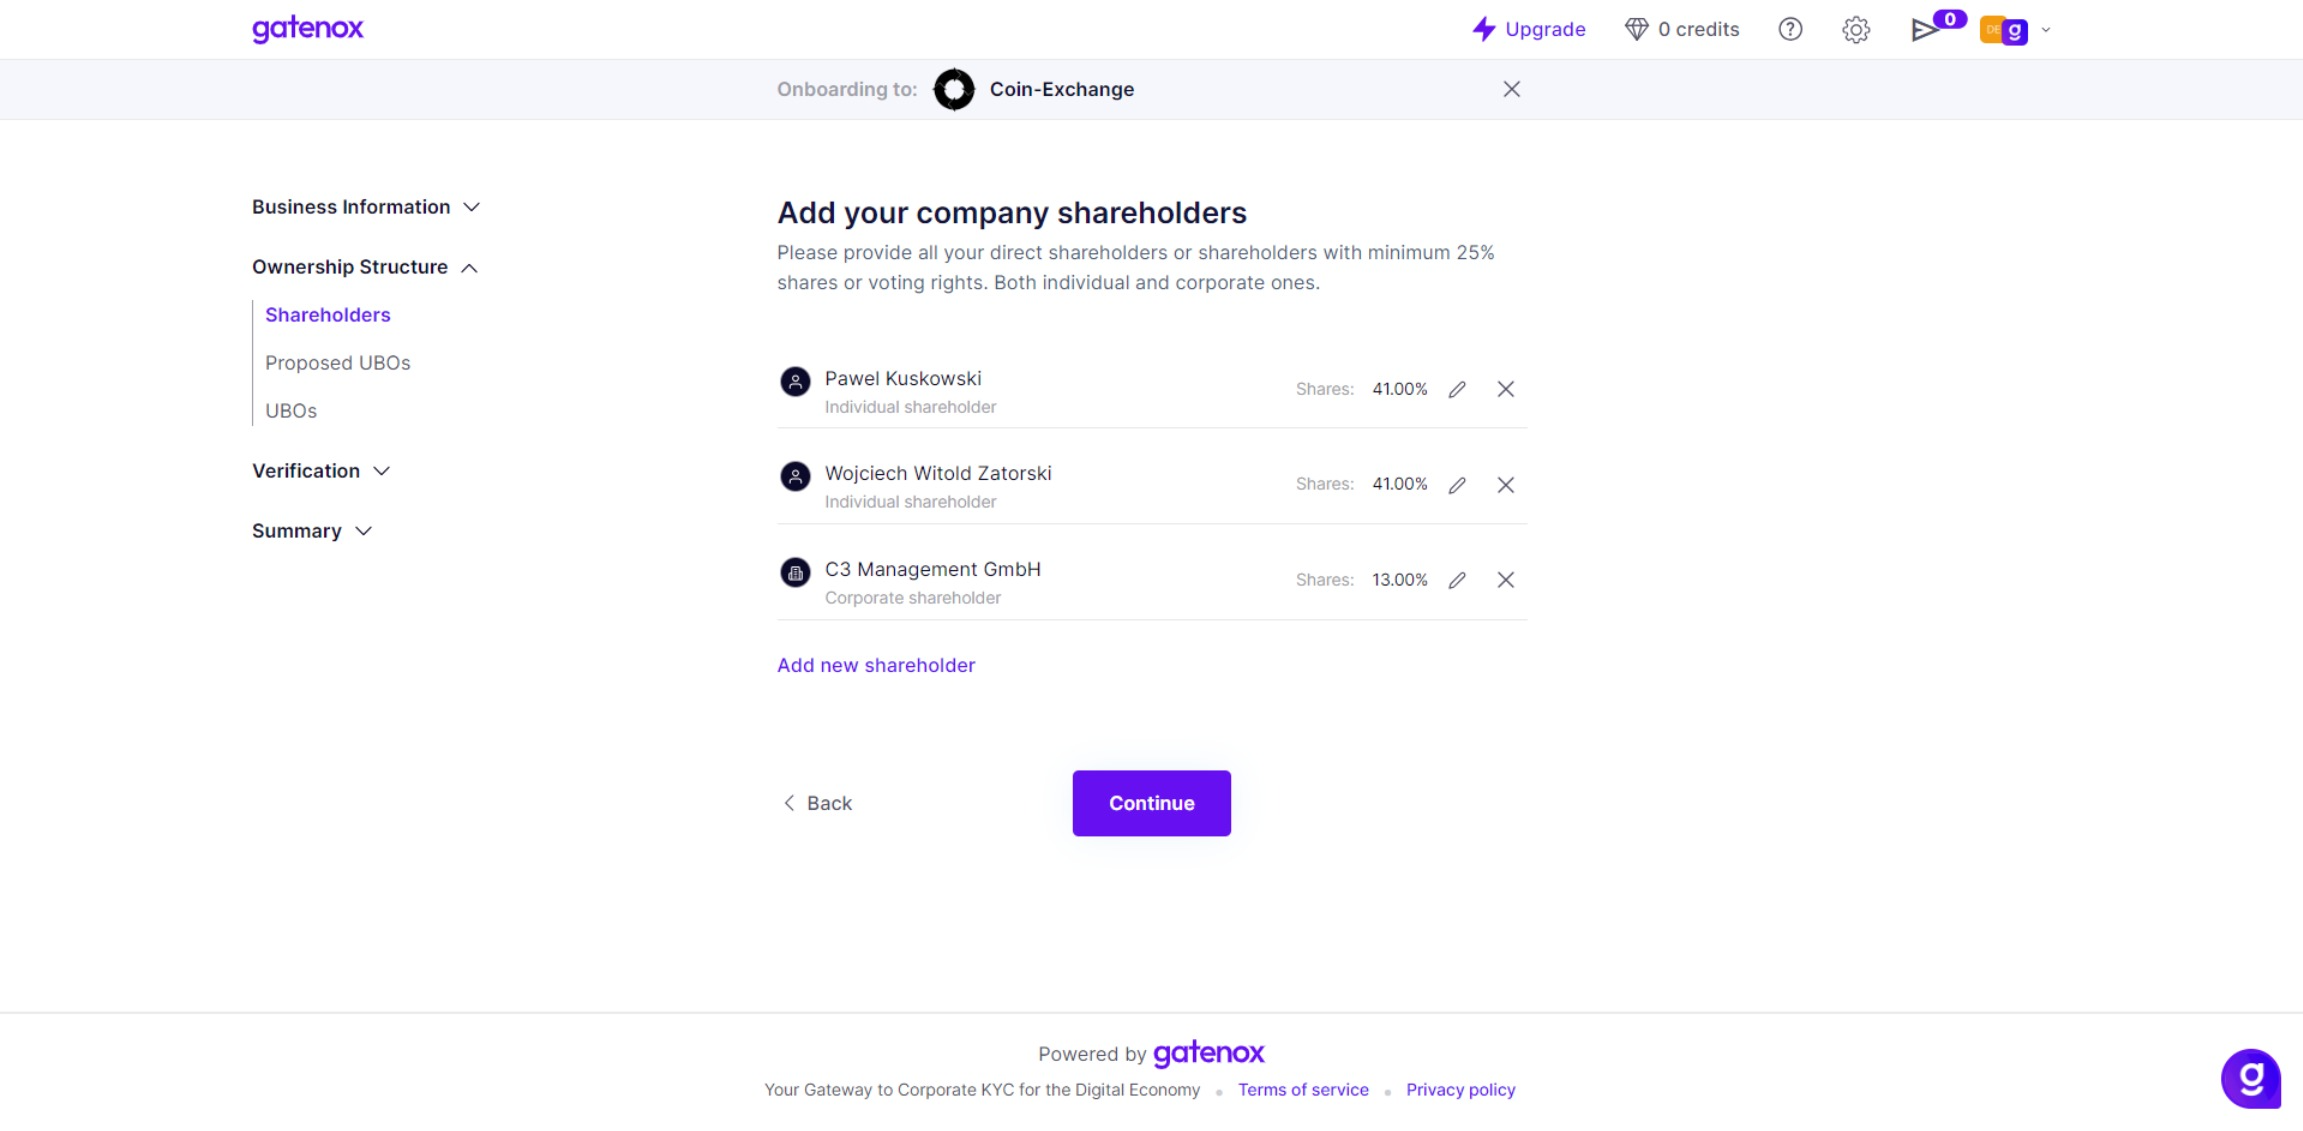 gatenox
Upgrade
0 credits
0
DE g
Onboarding to: Coin-Exchange
Business Information
Ownership Structure
Shareholders
Proposed UBOs
UBOs
Verification
Summary
Add your company shareholders
Please provide all your direct shareholders or shareholders with minimum 25%
shares or voting rights. Both individual and corporate ones.
Pawel Kuskowski
Individual shareholder
Shares: 41.00%
Wojciech Witold Zatorski
Individual shareholder
Shares: 41.00%
C3 Management GmbH
Corporate shareholder
Shares: 13.00%
Add new shareholder
Back
Continue
Powered by gatenox
Your Gateway to Corporate KYC for the Digital Economy • Terms of service • Privacy policy
g